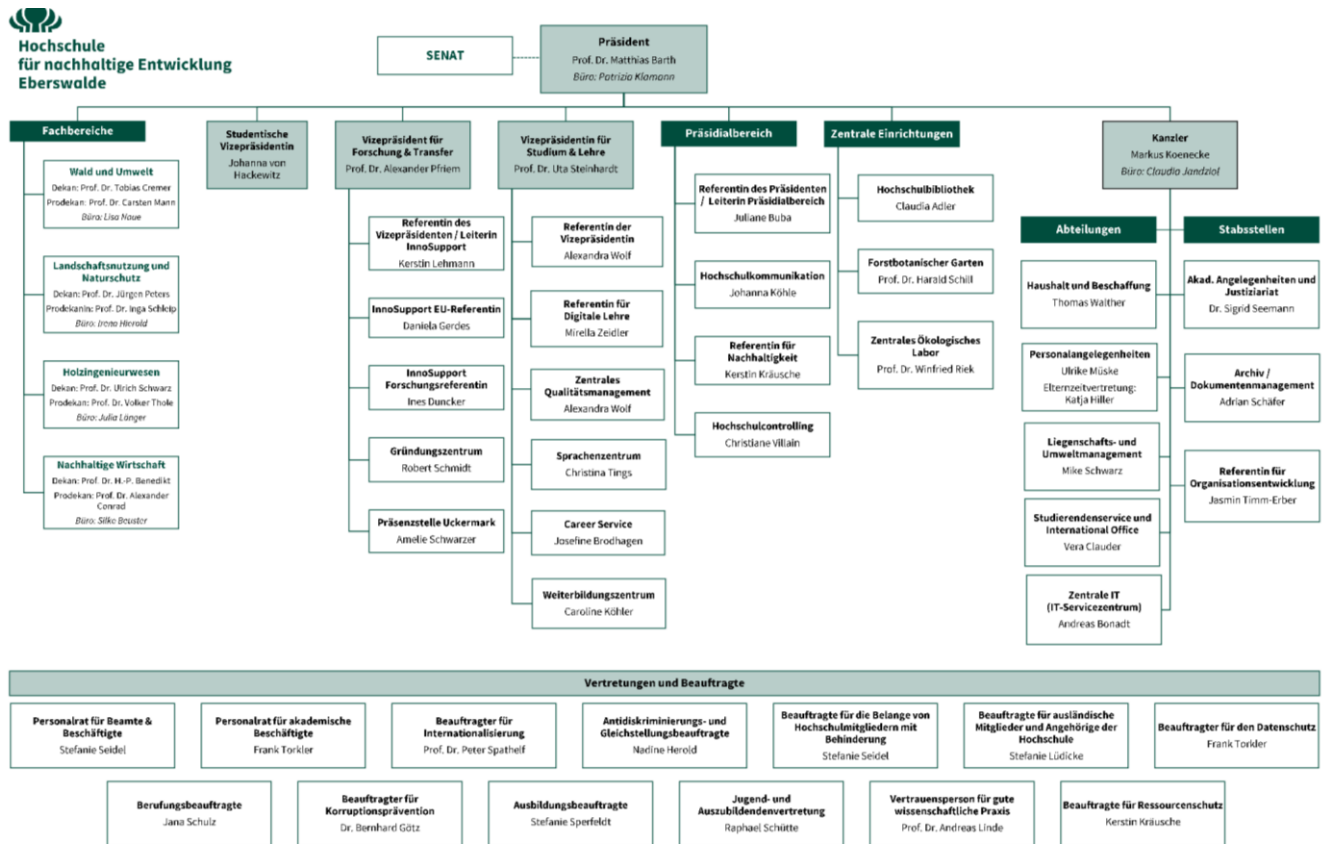 Hochschule
für nachhaltige Entwicklung
Eberswalde
SENAT
Präsident
Prof. Dr. Matthias Barth
Büro: Patrizia Klamann
Fachbereiche
Wald und Umwelt
Dekan: Prof. Dr. Tobias Cremer
Prodekan: Prof. Dr. Carsten Mann
Büro: Lisa Naue
Landschaftsnutzung und
Naturschutz
Dekan: Prof. Dr. Jürgen Peters
Prodekanin: Prof. Dr. Inga Schleip
Büro: Irena Hierold
Holzingenieurwesen
Dekan: Prof. Dr. Ulrich Schwarz
Prodekan: Prof. Dr. Volker Thole
Büro: Julia Länger
Nachhaltige Wirtschaft
Dekan: Prof. Dr. H.-P. Benedikt
Prodekan: Prof. Dr. Alexander
Conrad
Büro: Silke Beuster
Studentische
Vizepräsidentin
Johanna von
Hackewitz
Vizepräsident für
Forschung & Transfer
Prof. Dr. Alexander Pfriem
Referentin des
Vizepräsidenten / Leiterin
InnoSupport
Kerstin Lehmann
InnoSupport EU-Referentin
Daniela Gerdes
InnoSupport
Forschungsreferentin
Ines Duncker
Gründungszentrum
Robert Schmidt
Präsenzstelle Uckermark
Amelie Schwarzer
Vizepräsidentin für
Studium & Lehre
Prof. Dr. Uta Steinhardt
Referentin der
Vizepräsidentin
Alexandra Wolf
Referentin für
Digitale Lehre
Mirella Zeidler
Zentrales
Qualitätsmanagement
Alexandra Wolf
Sprachenzentrum
Christina Tings
Career Service
Josefine Brodhagen
Weiterbildungszentrum
Caroline Köhler
Präsidialbereich
Referentin des Präsidenten
/ Leiterin Präsidialbereich
Juliane Buba
Hochschulkommunikation
Johanna Köhle
Referentin für
Nachhaltigkeit
Kerstin Kräusche
Hochschulcontrolling
Christiane Villain
Zentrale Einrichtungen
Hochschulbibliothek
Claudia Adler
Forstbotanischer Garten
Prof. Dr. Harald Schill
Zentrales Ökologisches
Labor
Prof. Dr. Winfried Riek
Kanzler
Markus Koenecke
Büro: Claudia Jandziol
Abteilungen
Haushalt und Beschaffung
Thomas Walther
Personalangelegenheiten
Ulrike Müske
Elternzeitvertretung:
Katja Hiller
Liegenschafts- und
Umweltmanagement
Mike Schwarz
Studierendenservice und
International Office
Vera Clauder
Zentrale IT
(IT-Servicezentrum)
Andreas Bonadt
Stabsstellen
Akad. Angelegenheiten und
Justiziariat
Dr. Sigrid Seemann
Archiv /
Dokumentenmanagement
Adrian Schäfer
Referentin für
Organisationsentwicklung
Jasmin Timm-Erber
Vertretungen und Beauftragte
Personalrat für Beamte &
Beschäftigte
Stefanie Seidel
Personalrat für akademische
Beschäftigte
Frank Torkler
Beauftragter für
Internationalisierung
Prof. Dr. Peter Spathelf
Antidiskriminierungs- und
Gleichstellungsbeauftragte
Nadine Herold
Beauftragte für die Belange von
Hochschulmitgliedern mit
Behinderung
Stefanie Seidel
Beauftragte für ausländische
Mitglieder und Angehörige der
Hochschule
Stefanie Lüdicke
Beauftragter für den Datenschutz
Frank Torkler
Berufungsbeauftragte
Jana Schulz
Beauftragter für
Korruptionsprävention
Dr. Bernhard Götz
Ausbildungsbeauftragte
Stefanie Sperfeldt
Jugend- und
Auszubildendenvertretung
Raphael Schütte
Vertrauensperson für gute
wissenschaftliche Praxis
Prof. Dr. Andreas Linde
Beauftragte für Ressourcenschutz
Kerstin Kräusche